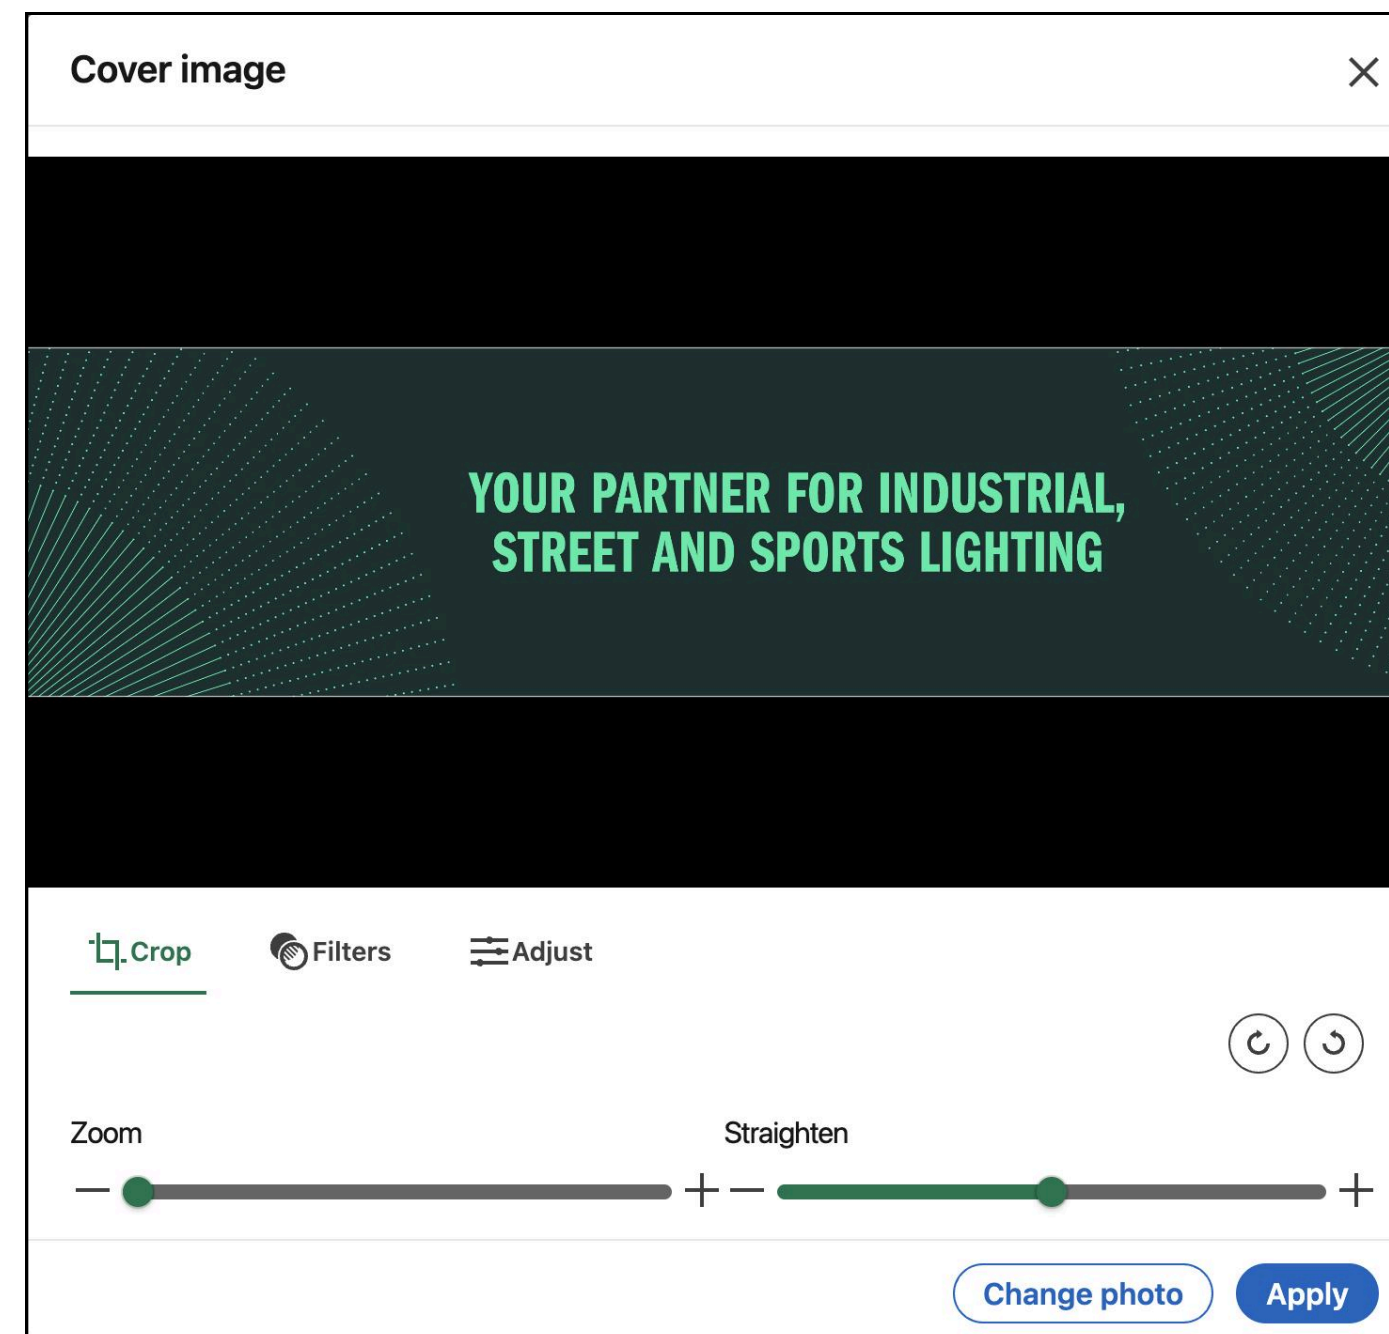 Cover image
YOUR PARTNER FOR INDUSTRIAL,
STREET AND SPORTS LIGHTING
Crop Filters Adjust
Zoom Straighten
Change photo Apply